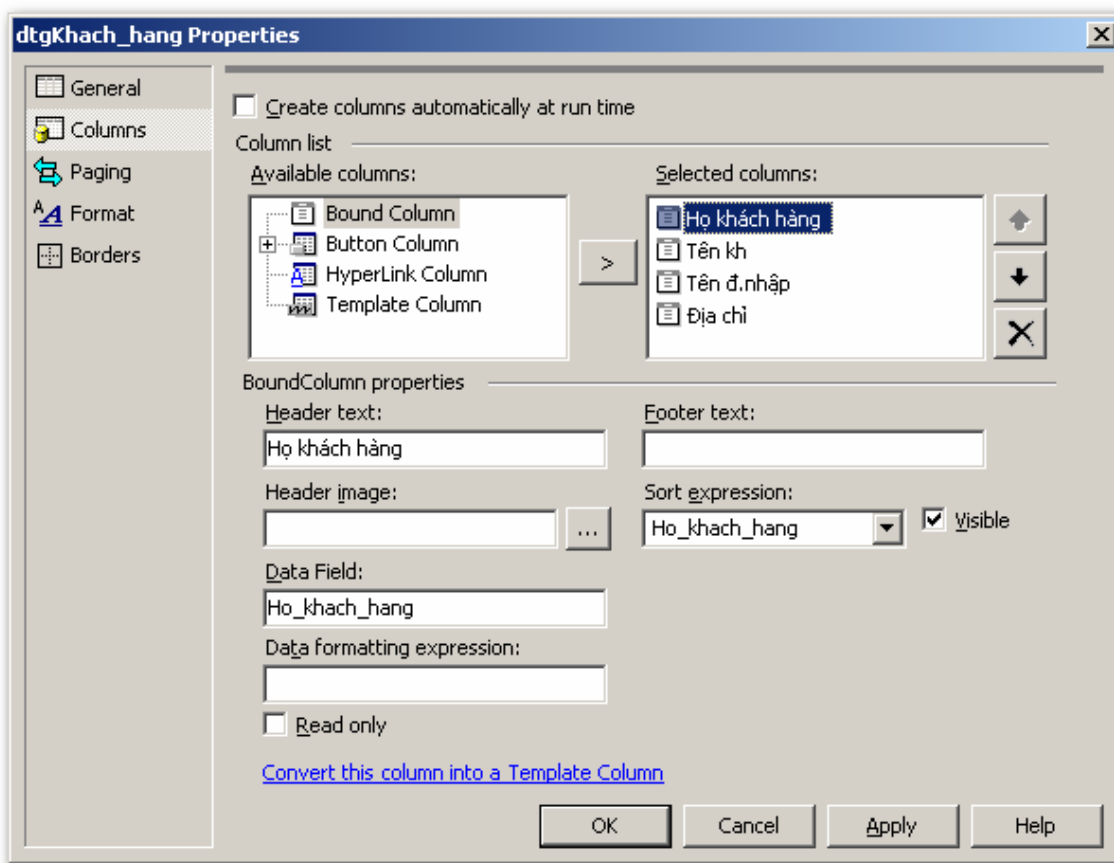 dtgKhach_hang Properties
General
Columns
Paging
Format
Borders
Create columns automatically at run time
Column list
Available columns:
Bound Column
Button Column
HyperLink Column
Template Column
>
Selected columns:
Họ khách hàng
Tên kh
Tên đ.nhập
Địa chỉ
BoundColumn properties
Header text:
Họ khách hàng
Footer text:
Header image:
...
Sort expression:
Ho_khach_hang
Visible
Data Field:
Ho_khach_hang
Data formatting expression:
Read only
Convert this column into a Template Column
OK
Cancel
Apply
Help